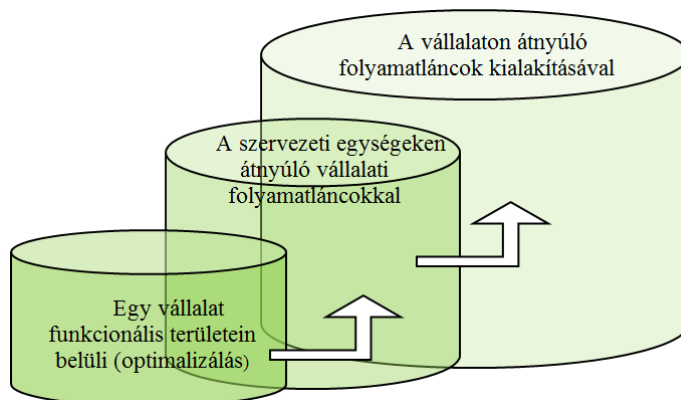 A vállalaton átnyúló
folyamatláncok kialakításával
A szervezeti egységeken
átnyúló vállalati
folyamatláncokkal
Egy vállalat
funkcionális területein
belüli (optimalizálás)